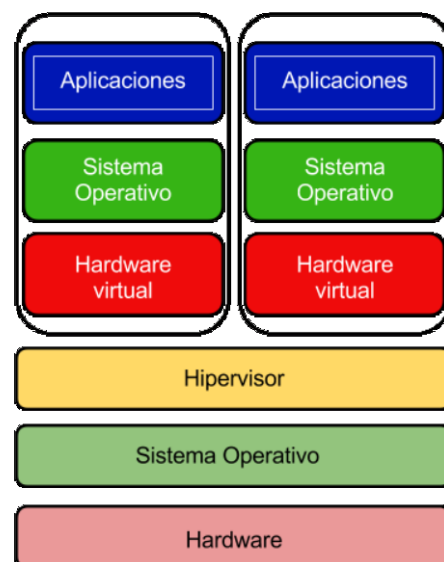 Aplicaciones
Sistema
Operativo
Hardware
virtual
Aplicaciones
Sistema
Operativo
Hardware
virtual
Hipervisor
Sistema Operativo
Hardware